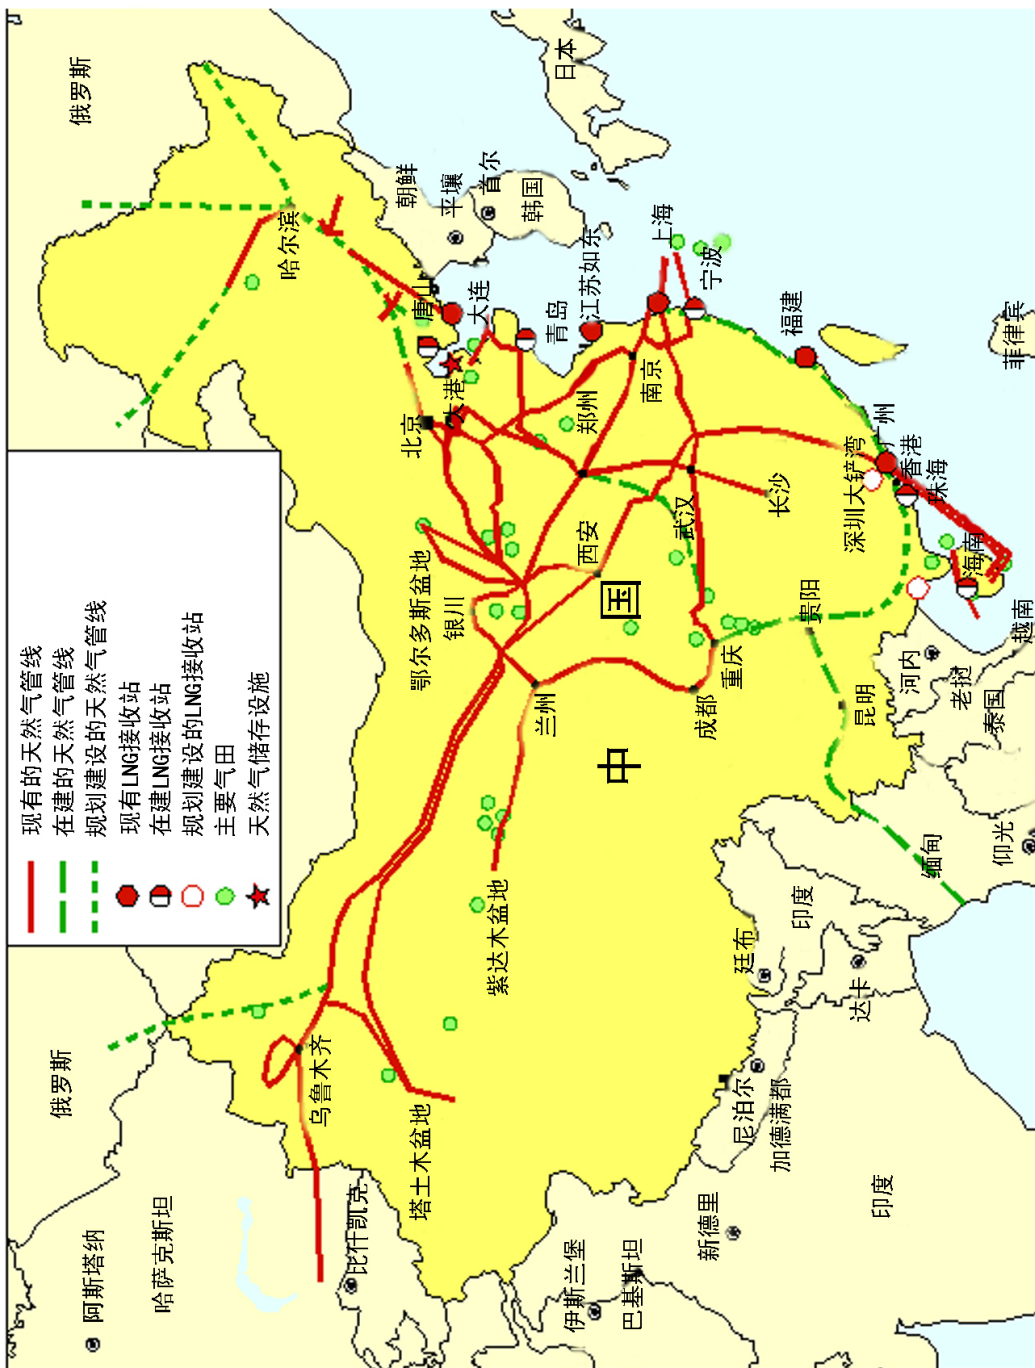 现有的天然气管线
在建的天然气管线
规划建设的天然气管线
现有LNG接收站
在建LNG接收站
规划建设的LNG接收站
主要气田
天然气储存设施
俄罗斯
俄罗斯
阿斯塔纳
哈萨克斯坦
比什凯克
乌鲁木齐
塔土木盆地
紫达木盆地
鄂尔多斯盆地
银川
兰州
西安
中
国
成都
重庆
贵阳
昆明
武汉
长沙
郑州
南京
北京
大港
唐山
大连
哈尔滨
青岛
江苏如东
上海
宁波
福建
广州
深圳大铲湾
香港
珠海
海南
朝鲜
平壤
首尔
韩国
日本
菲律宾
越南
河内
老挝
泰国
缅甸
仰光
印度
廷布
达卡
尼泊尔
加德满都
新德里
印度
伊斯兰堡
巴基斯坦